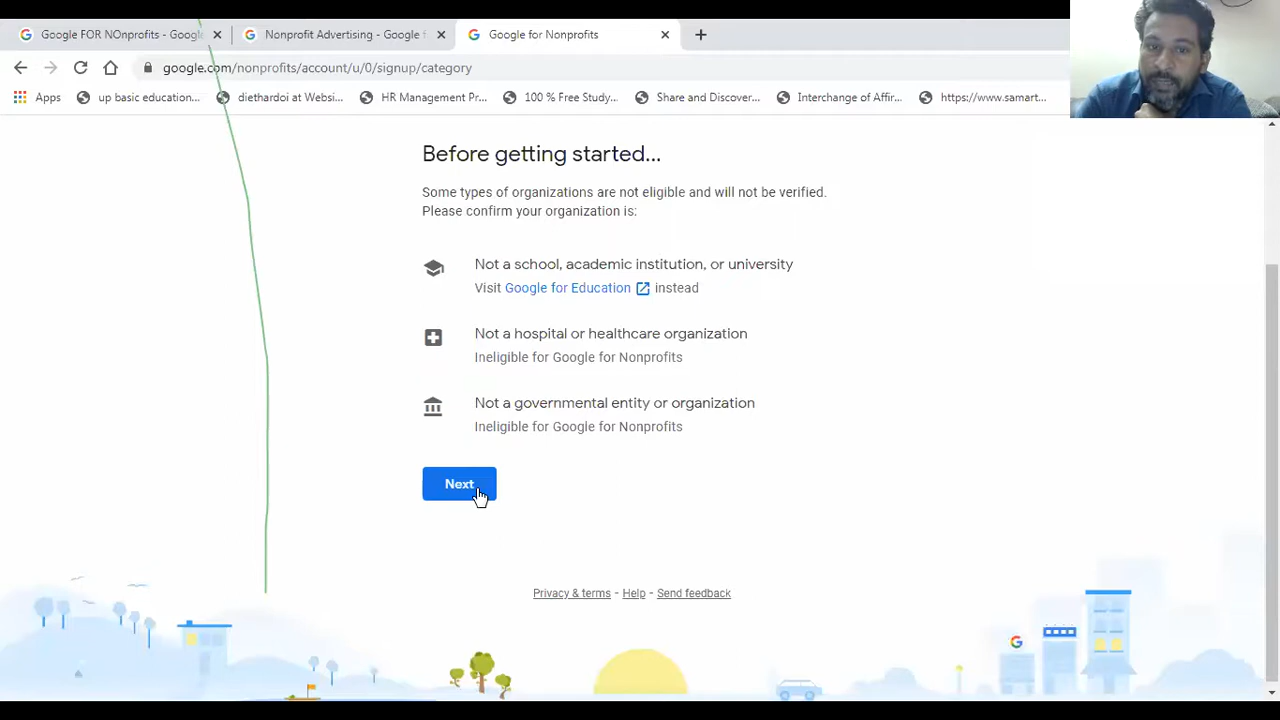 Google FOR NOnprofits - Googl
Nonprofit Advertising - Google f
Google for Nonprofits
google.com/nonprofits/account/u/0/signup/category
Apps
up basic education...
diethardoi at Websi...
HR Management Pr...
100 % Free Study...
Share and Discover...
Interchange of Affir...
https://www.samart...
Before getting started...
Some types of organizations are not eligible and will not be verified.
Please confirm your organization is:
Not a school, academic institution, or university
Visit Google for Education instead
Not a hospital or healthcare organization
Ineligible for Google for Nonprofits
Not a governmental entity or organization
Ineligible for Google for Nonprofits
Next
Privacy & terms - Help - Send feedback